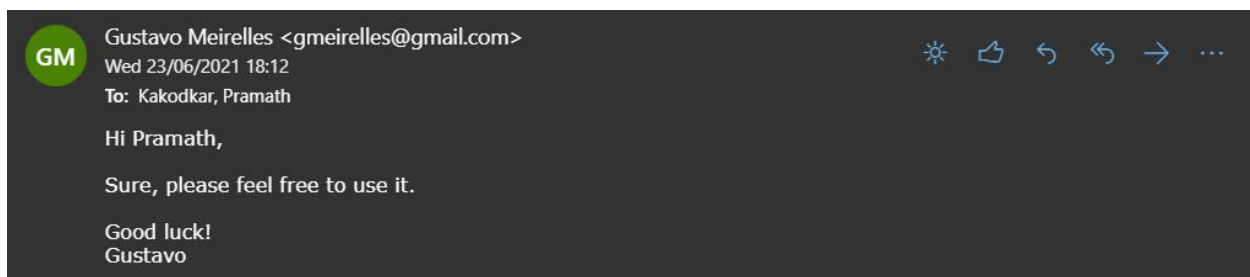 GM
Gustavo Meirelles <gmeirelles@gmail.com>
Wed 23/06/2021 18:12
To: Kakodkar, Pramath
Hi Pramath,
Sure, please feel free to use it.
Good luck!
Gustavo